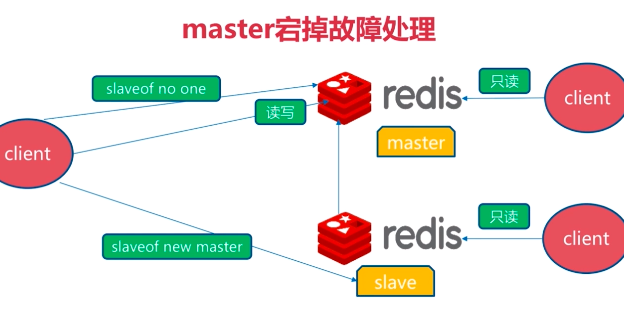 master宕掉故障处理
slaveof no one
redis
只读
client
读写
client
master
只读
redis
client
slaveof new master
slave